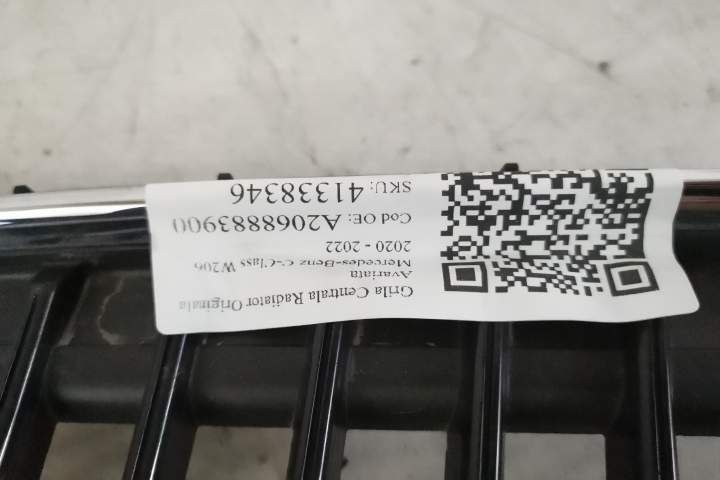 Grila Centrala Radiator Originala
Avariata
Mercedes-Benz C-Class W206
2020 - 2022
Cod OE: A2068883900
SKU: 41338346